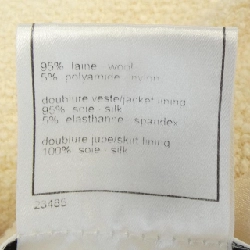 95% laine - wool
5% polyamide - nylon
doublure veste/jacket lining
95% soie - silk
5% elasthanne - spandex
doublure jupe/skirt lining
100% soie - silk
23488